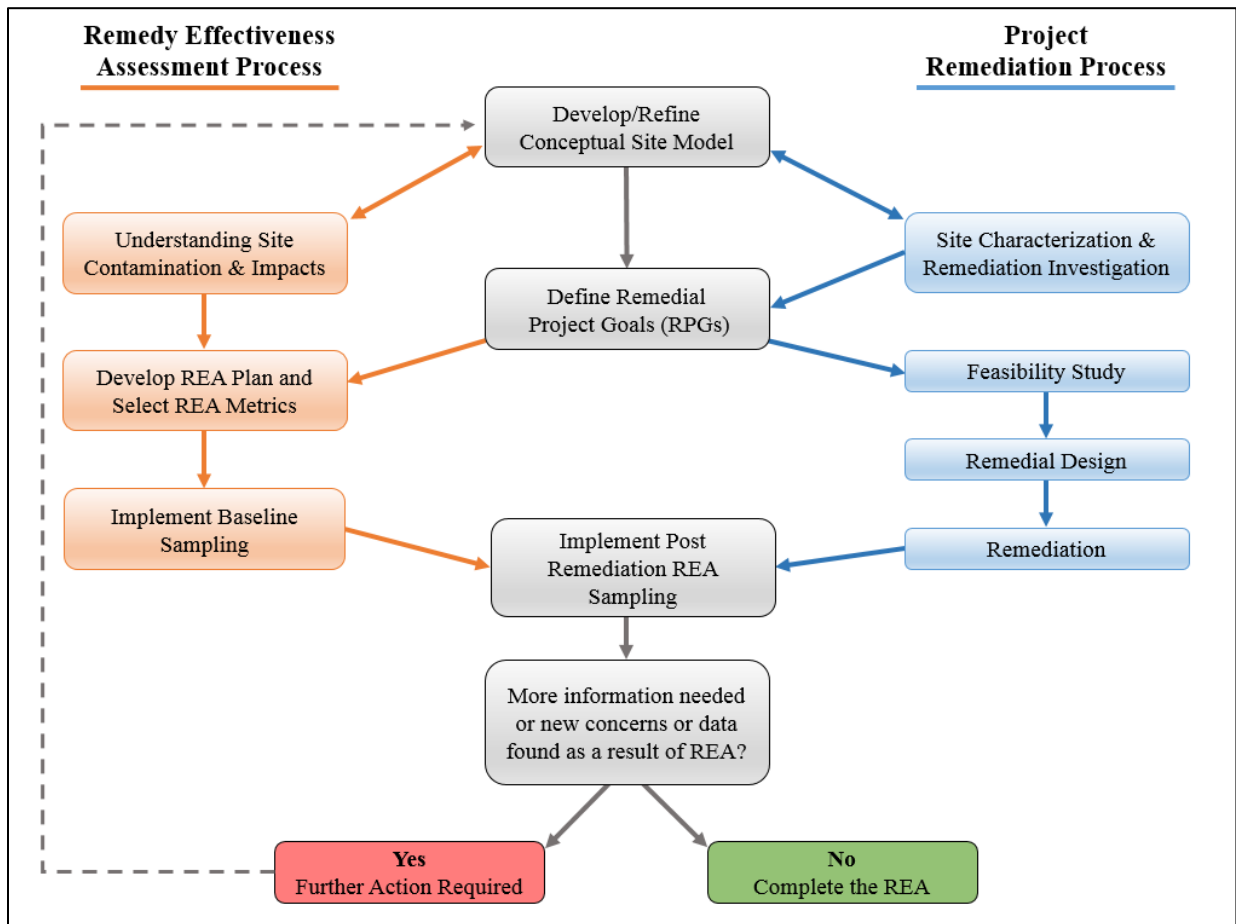 Remedy Effectiveness
Assessment Process
Project
Remediation Process
Develop/Refine
Conceptual Site Model
Understanding Site
Contamination & Impacts
Site Characterization &
Remediation Investigation
Define Remedial
Project Goals (RPGs)
Develop REA Plan and
Select REA Metrics
Feasibility Study
Remedial Design
Implement Baseline
Sampling
Implement Post
Remediation REA
Sampling
Remediation
More information needed
or new concerns or data
found as a result of REA?
Yes
Further Action Required
No
Complete the REA